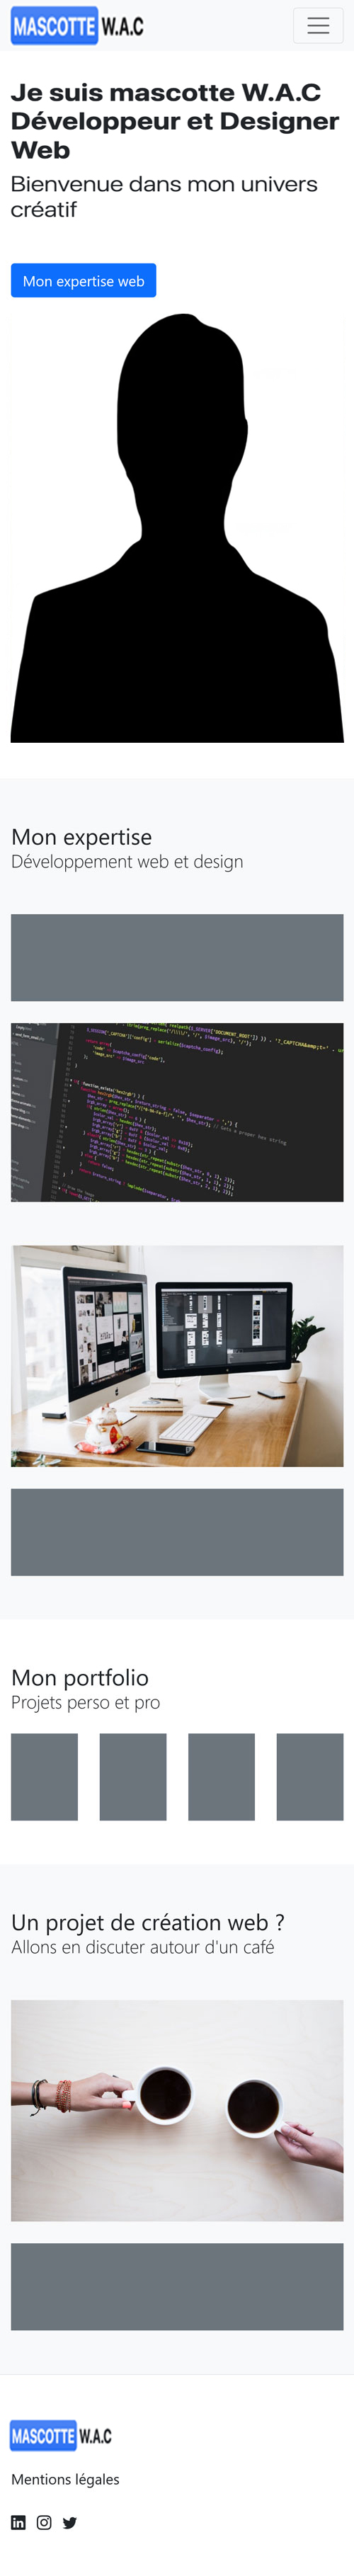 MASCOTTE W.A.C
Je suis mascotte W.A.C
Développeur et Designer
Web
Bienvenue dans mon univers
créatif
Mon expertise web
Mon expertise
Développement web et design
Mon portfolio
Projets perso et pro
Un projet de création web ?
Allons en discuter autour d'un café
MASCOTTE W.A.C
Mentions légales